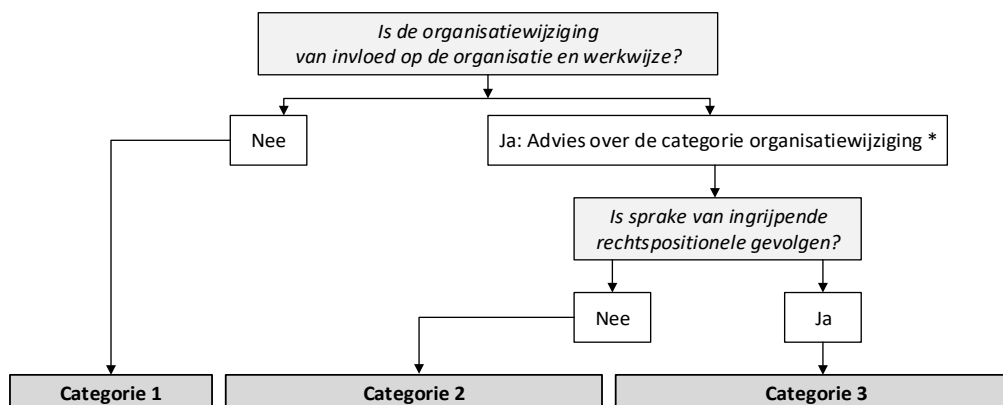 Is de organisatiewijziging
van invloed op de organisatie en werkwijze?
Nee
Ja: Advies over de categorie organisatiewijziging *
Is sprake van ingrijpende
rechtspositionele gevolgen?
Nee
Ja
Categorie 1
Categorie 2
Categorie 3